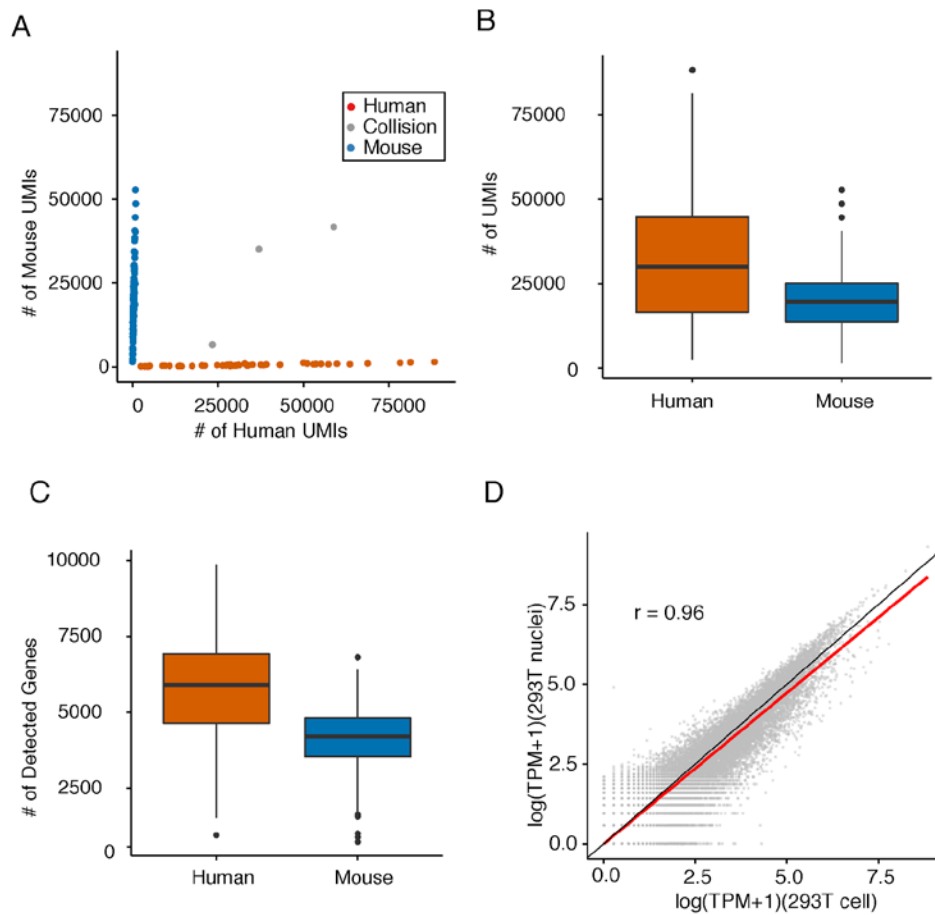 A
# of Mouse UMIs
75000
50000
25000
0
Human
Collision
Mouse
0 25000 50000 75000
# of Human UMIs
B
# of UMIs
75000
50000
25000
0
Human Mouse
C
# of Detected Genes
10000
7500
5000
2500
0
Human Mouse
D
log(TPM+1)(293T nuclei)
7.5
5.0
2.5
0.0
r = 0.96
0.0 2.5 5.0 7.5
log(TPM+1)(293T cell)